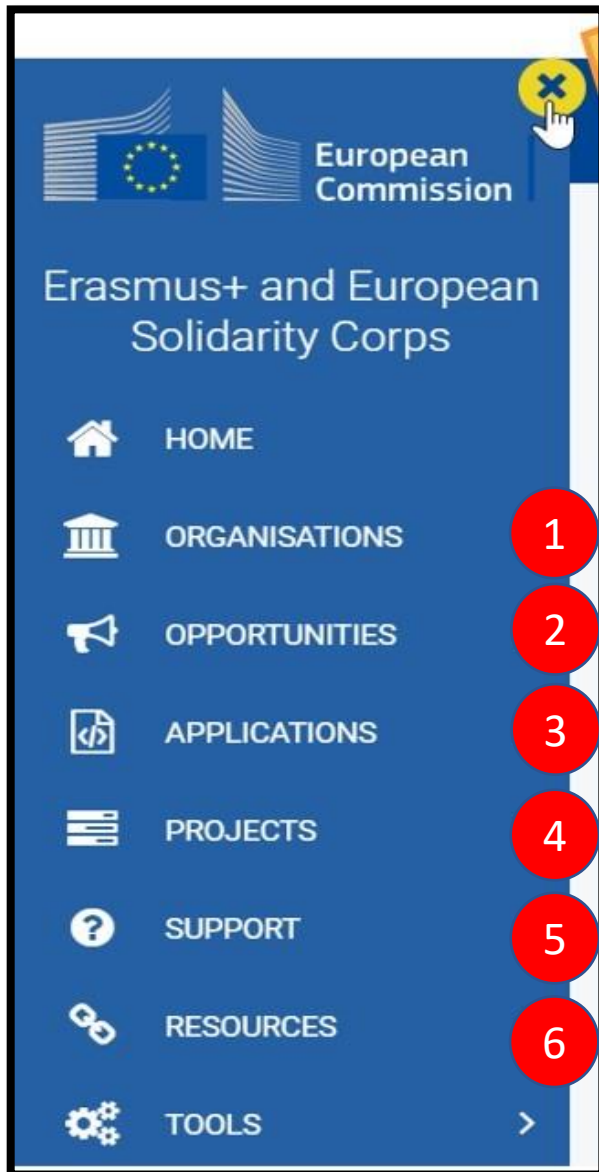 European
Commission
Erasmus+ and European
Solidarity Corps
HOME
ORGANISATIONS 1
OPPORTUNITIES 2
APPLICATIONS 3
PROJECTS 4
SUPPORT 5
RESOURCES 6
TOOLS